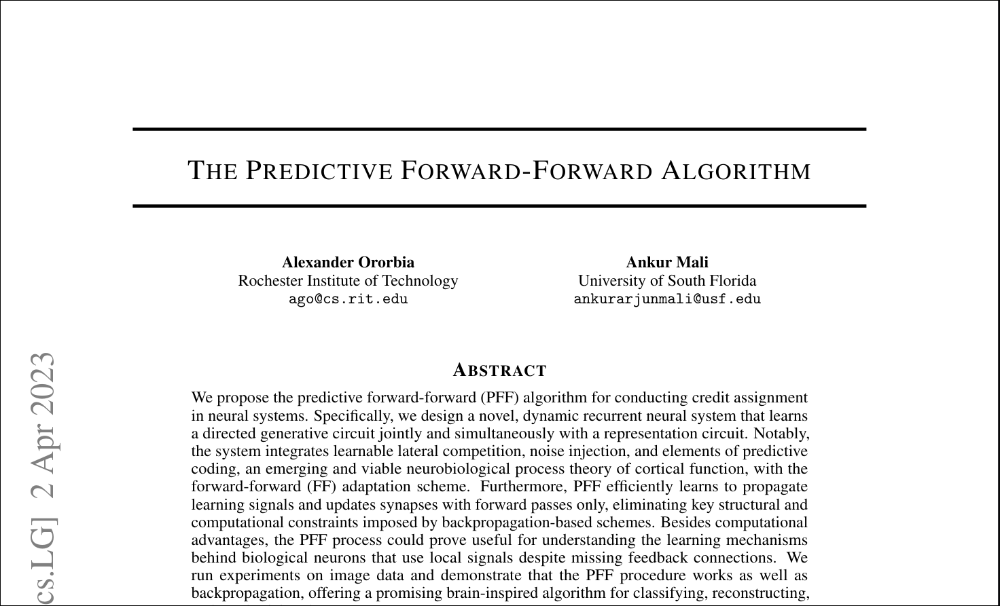 THE PREDICTIVE FORWARD-FORWARD ALGORITHM
Alexander Ororbia
Rochester Institute of Technology
ago@cs.rit.edu
Ankur Mali
University of South Florida
ankurarjunmali@usf.edu
ABSTRACT
We propose the predictive forward-forward (PFF) algorithm for conducting credit assignment
in neural systems. Specifically, we design a novel, dynamic recurrent neural system that learns
a directed generative circuit jointly and simultaneously with a representation circuit. Notably,
the system integrates learnable lateral competition, noise injection, and elements of predictive
coding, an emerging and viable neurobiological process theory of cortical function, with the
forward-forward (FF) adaptation scheme. Furthermore, PFF efficiently learns to propagate
learning signals and updates synapses with forward passes only, eliminating key structural and
computational constraints imposed by backpropagation-based schemes. Besides computational
advantages, the PFF process could prove useful for understanding the learning mechanisms
behind biological neurons that use local signals despite missing feedback connections. We
run experiments on image data and demonstrate that the PFF procedure works as well as
backpropagation, offering a promising brain-inspired algorithm for classifying, reconstructing,
cs.LG] 2 Apr 2023